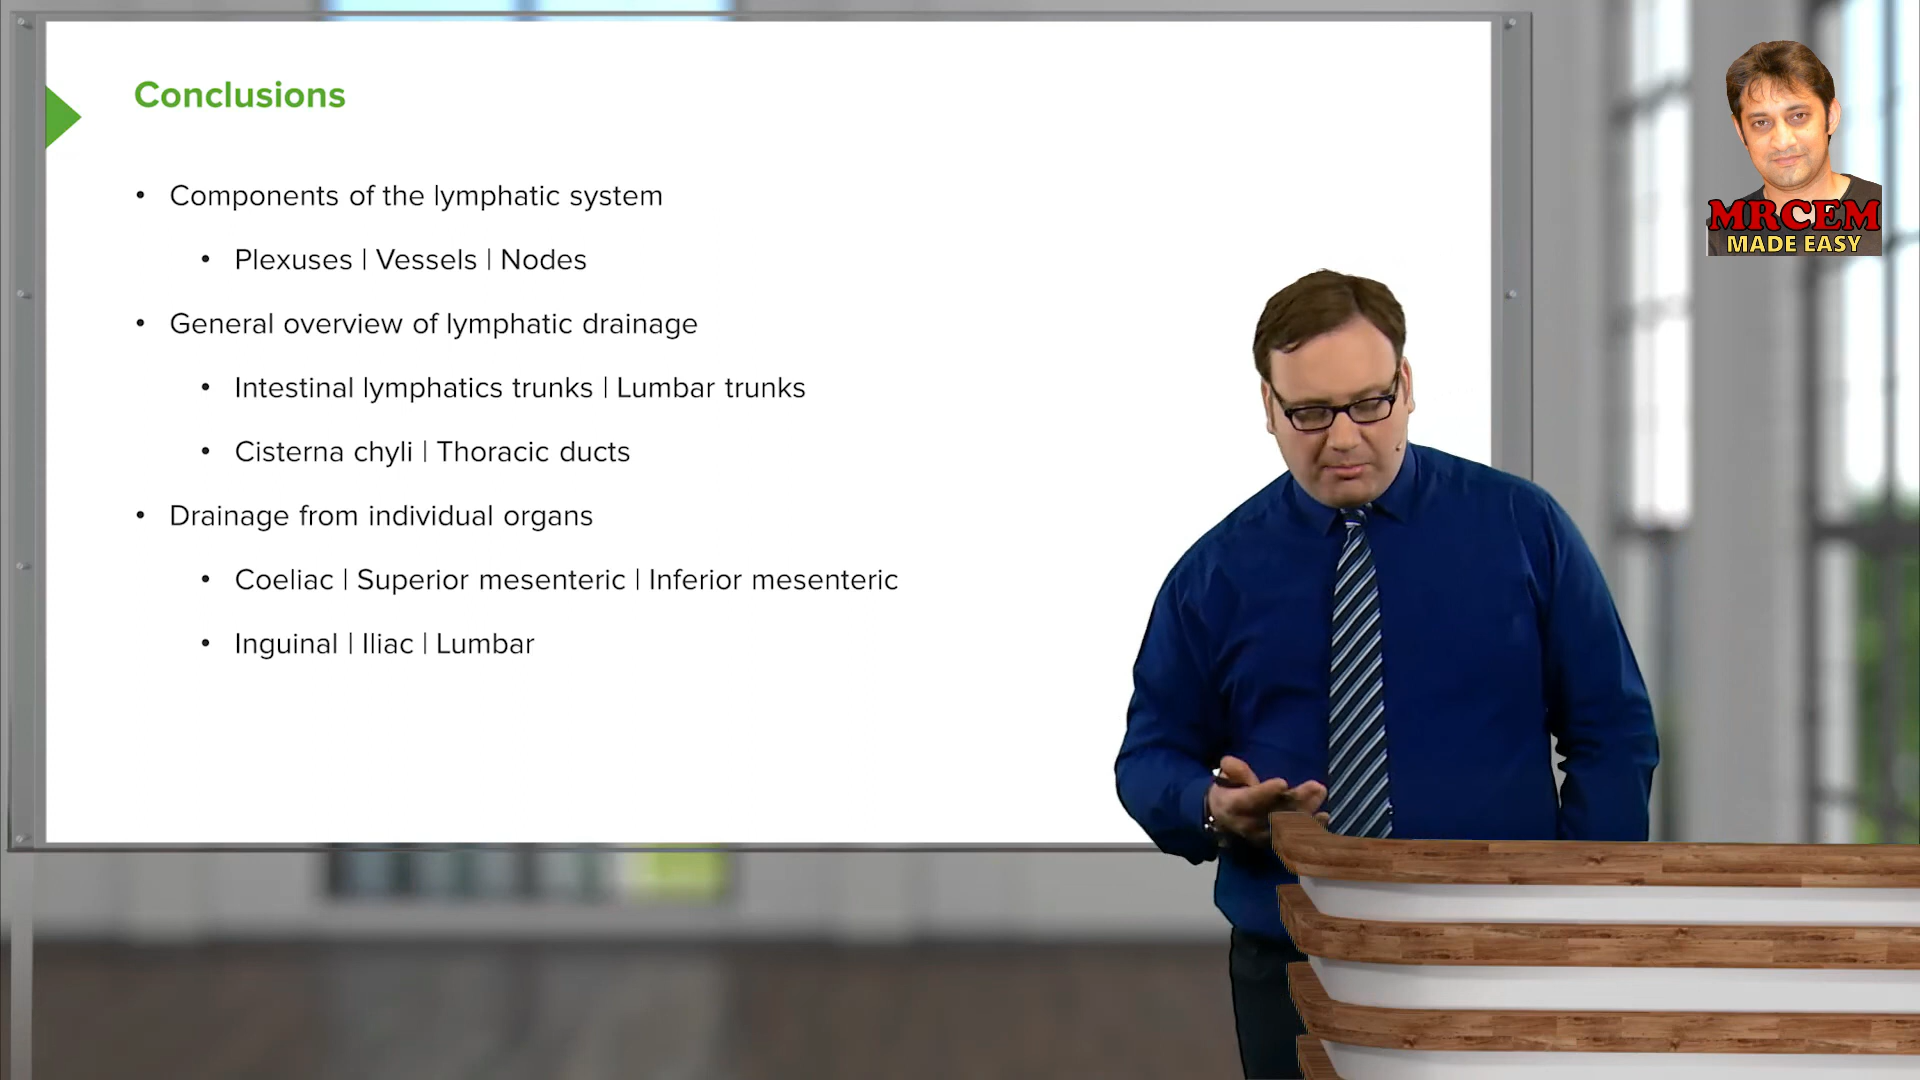 Conclusions
• Components of the lymphatic system
• Plexuses | Vessels | Nodes
• General overview of lymphatic drainage
• Intestinal lymphatics trunks | Lumbar trunks
• Cisterna chyli | Thoracic ducts
• Drainage from individual organs
• Coeliac | Superior mesenteric | Inferior mesenteric
• Inguinal | Iliac | Lumbar
MRCEM
MADE EASY